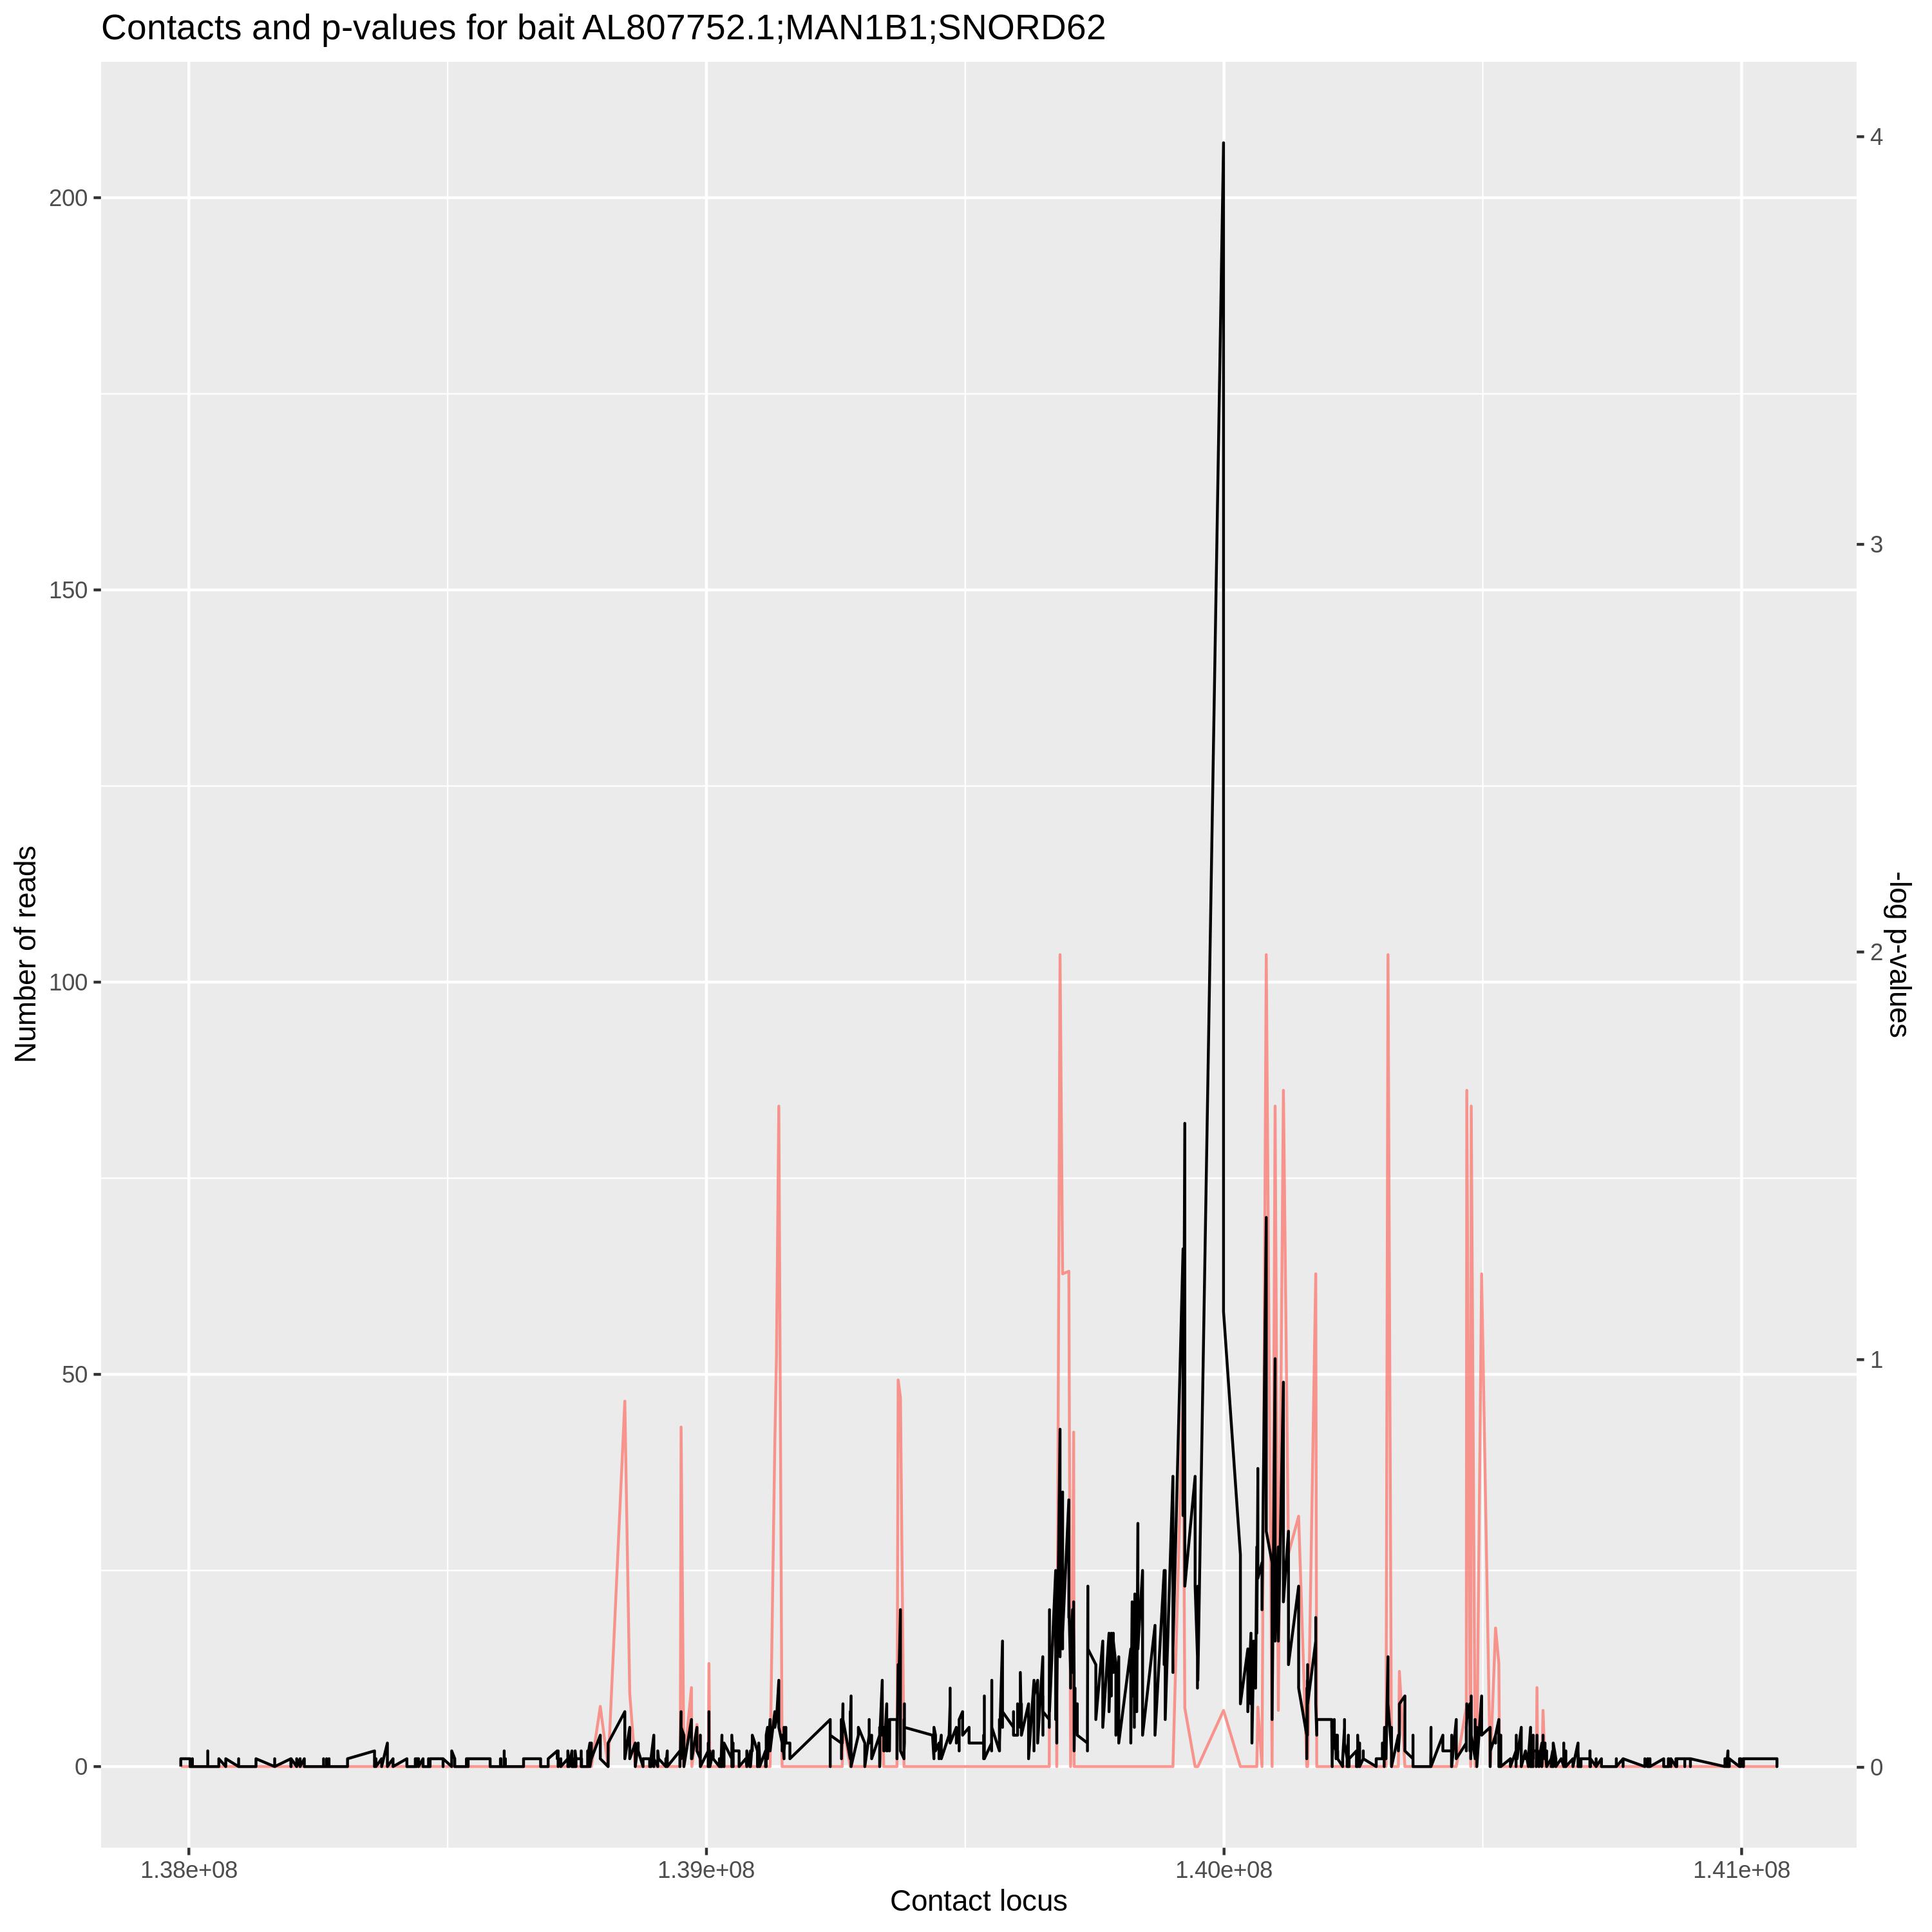 Contacts and p-values for bait AL807752.1;MAN1B1;SNORD62
Number of reads
200
150
100
50
0
4
3
2
1
0
-log p-values
1.38e+08
1.39e+08
1.40e+08
1.41e+08
Contact locus